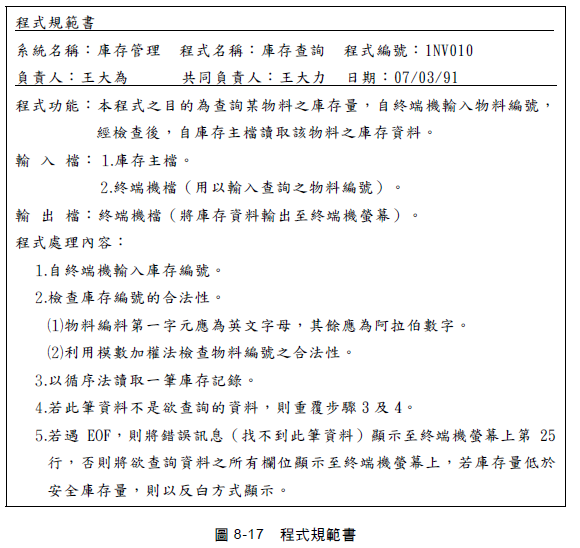 程式規範書
系統名稱：庫存管理　程式名稱：庫存查詢　程式編號：1NV010
負責人：王大為　共同負責人：王大力　日期：07/03/91
程式功能：本程式之目的為查詢某物料之庫存量，自終端機輸入物料編號，
經檢查後，自庫存主檔讀取該物料之庫存資料。
輸 入 檔：1.庫存主檔。
2.終端機檔（用以輸入查詢之物料編號）。
輸 出 檔：終端機檔（將庫存資料輸出至終端機螢幕）。
程式處理內容：
1.自終端機輸入庫存編號。
2.檢查庫存編號的合法性。
⑴物料編料第一字元應為英文字母，其餘應為阿拉伯數字。
⑵利用模數加權法檢查物料編號之合法性。
3.以循序法讀取一筆庫存記錄。
4.若此筆資料不是欲查詢的資料，則重覆步驟 3 及 4。
5.若遇 EOF，則將錯誤訊息（找不到此筆資料）顯示至終端機螢幕上第 25
行，否則將欲查詢資料之所有欄位顯示至終端機螢幕上，若庫存量低於
安全庫存量，則以反白方式顯示。
圖 8-17　程式規範書